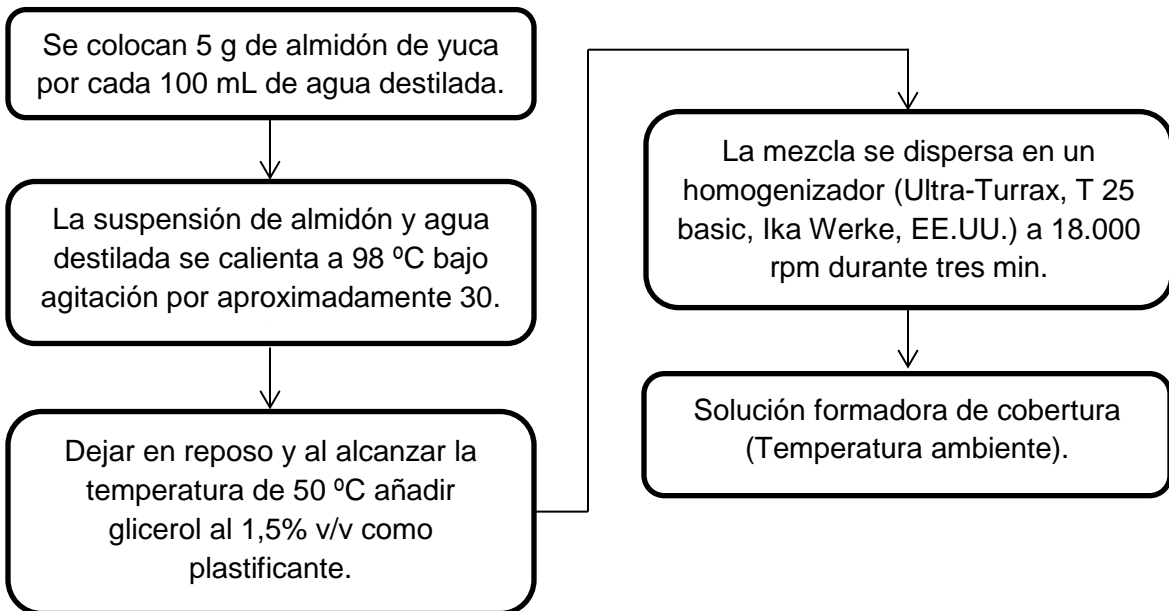 Se colocan 5 g de almidón de yuca
por cada 100 mL de agua destilada.
La suspensión de almidón y agua
destilada se calienta a 98 ºC bajo
agitación por aproximadamente 30.
Dejar en reposo y al alcanzar la
temperatura de 50 ºC añadir
glicerol al 1,5% v/v como
plastificante.
La mezcla se dispersa en un
homogenizador (Ultra-Turrax, T 25
basic, Ika Werke, EE.UU.) a 18.000
rpm durante tres min.
Solución formadora de cobertura
(Temperatura ambiente).